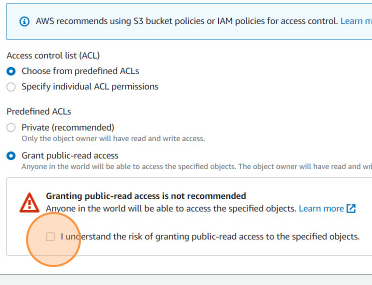 AWS recommends using S3 bucket policies or IAM policies for access control. Learn m
Access control list (ACL)
Choose from predefined ACLs
Specify individual ACL permissions
Predefined ACLs
Private (recommended)
Only the object owner will have read and write access.
Grant public-read access
Anyone in the world will be able to access the specified objects. The object owner will have read and wri
Granting public-read access is not recommended
Anyone in the world will be able to access the specified objects. Learn more
I understand the risk of granting public-read access to the specified objects.